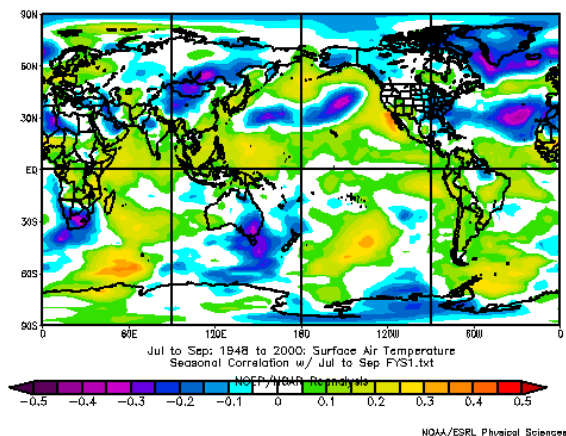 90N
60N
30N
EQ
30S
60S
90S
0 60E 120E 180 120W 60W 0
Jul to Sep: 1948 to 2000: Surface Air Temperature
Seasonal Correlation w/ Jul to Sep FYS1.txt
NCEP/NCAR Reanalysis
-0.5 -0.4 -0.3 -0.2 -0.1 0 0.1 0.2 0.3 0.4 0.5
NOAA/ESRL Physical Sciences